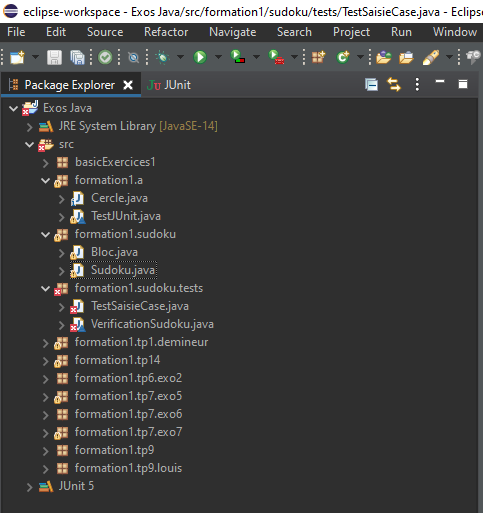 eclipse-workspace - Exos Java/src/formation1/sudoku/tests/TestSaisieCase.java - Eclips
File Edit Source Refactor Navigate Search Project Run Window
Package Explorer JUnit
Exos Java
JRE System Library [JavaSE-14]
src
basicExercices1
formation1.a
Cercle.java
TestJUnit.java
formation1.sudoku
Bloc.java
Sudoku.java
formation1.sudoku.tests
TestSaisieCase.java
VerificationSudoku.java
formation1.tp1.demineur
formation1.tp14
formation1.tp6.exo2
formation1.tp7.exo5
formation1.tp7.exo6
formation1.tp7.exo7
formation1.tp9
formation1.tp9.louis
JUnit 5